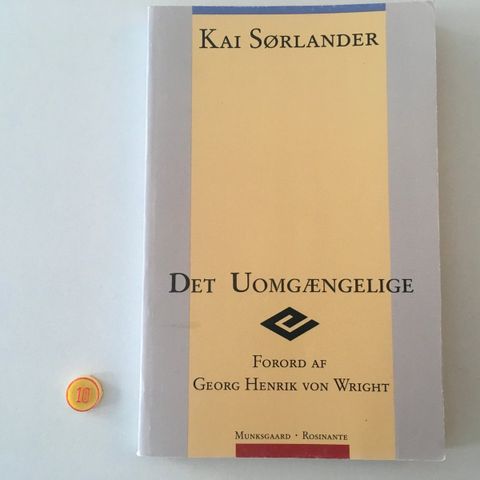 KAI SØRLANDER
DET UOMGÆNGELIGE
FORORD AF
GEORG HENRIK VON WRIGHT
MUNKSGAARD · ROSINANTE
10